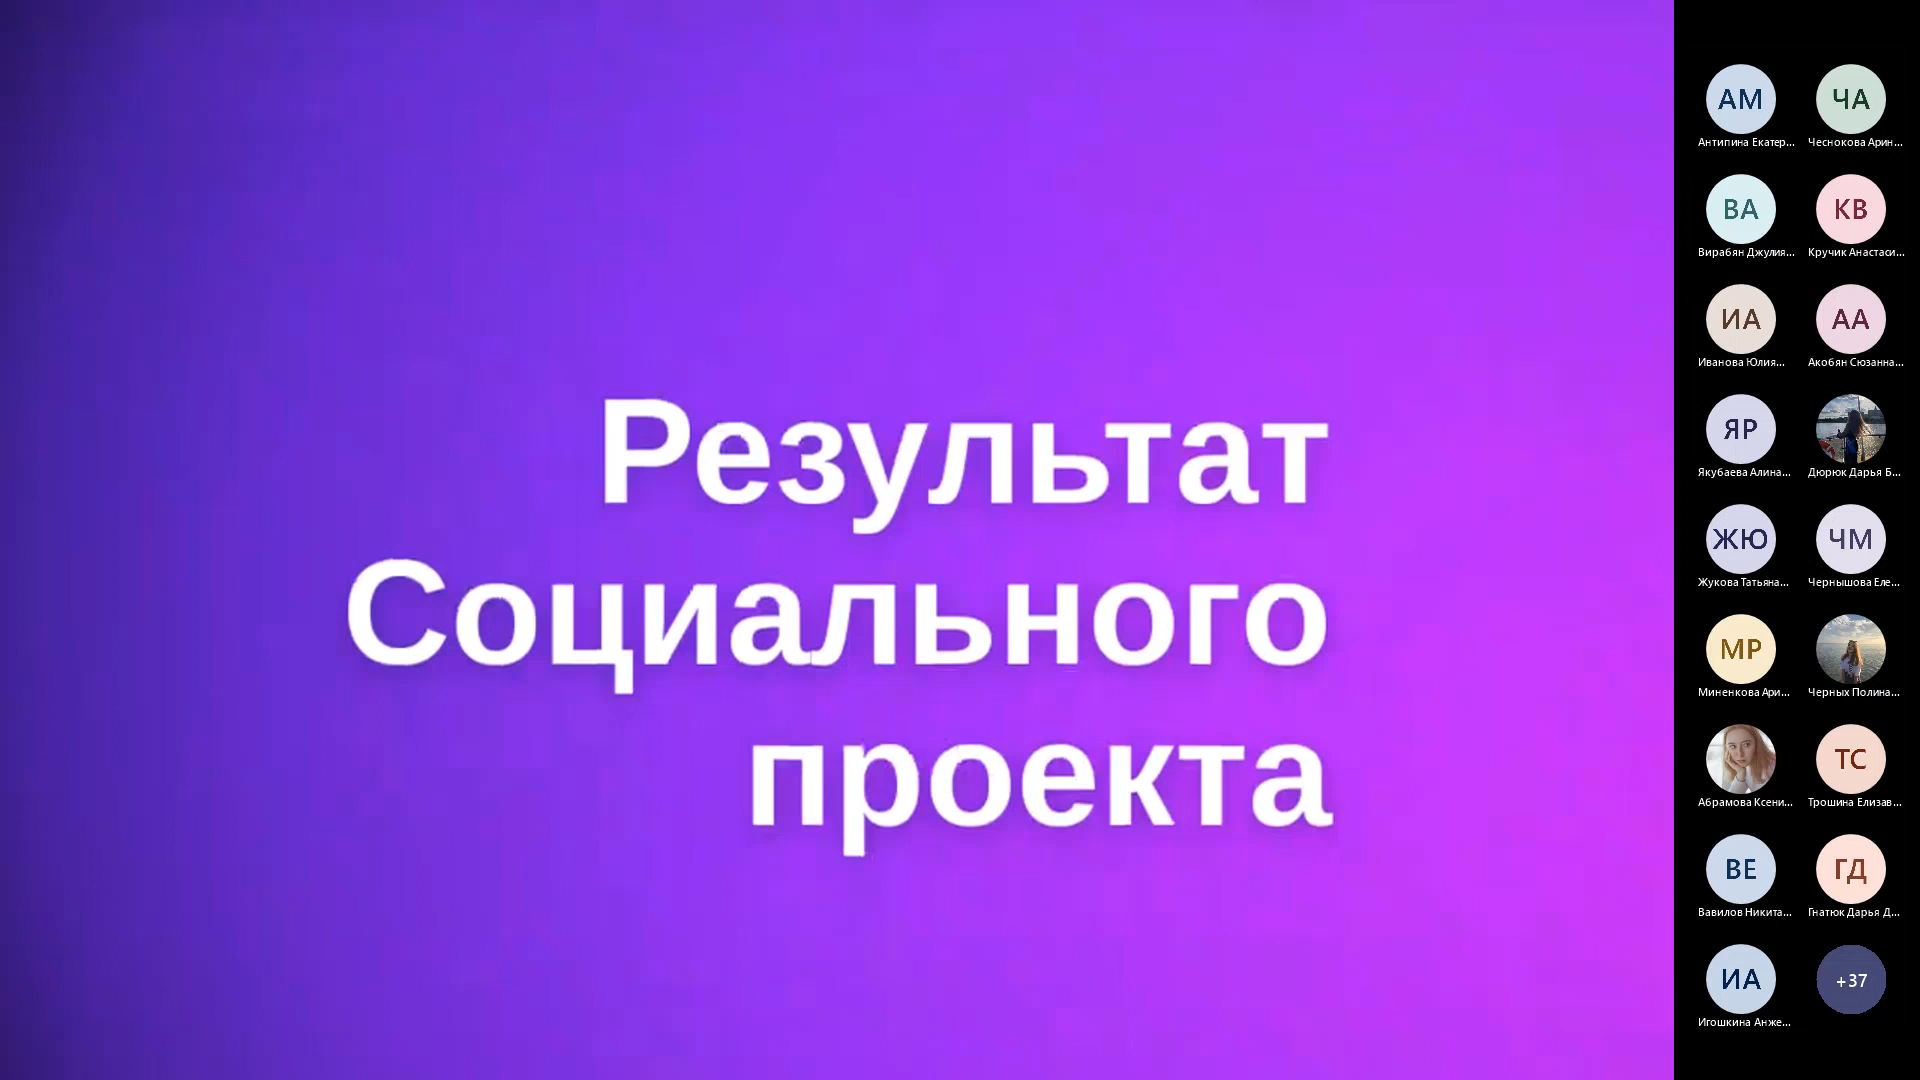 Результат
Социального
проекта
АМ ЧА
Антипина Екатер... Чеснокова Арин...
ВА КВ
Вирабян Джулия... Кручик Анастаси...
ИА АА
Иванова Юлия... Акобян Сюзанна...
ЯР
Якубаева Алина... Дюрюк Дарья Б...
ЖЮ ЧМ
Жукова Татьяна... Чернышова Еле...
МР
Миненкова Ари... Черных Полина...
ТС
Абрамова Ксени... Трошина Елизав...
ВЕ ГД
Вавилов Никита... Гнатюк Дарья Д...
ИА +37
Игошкина Анже...